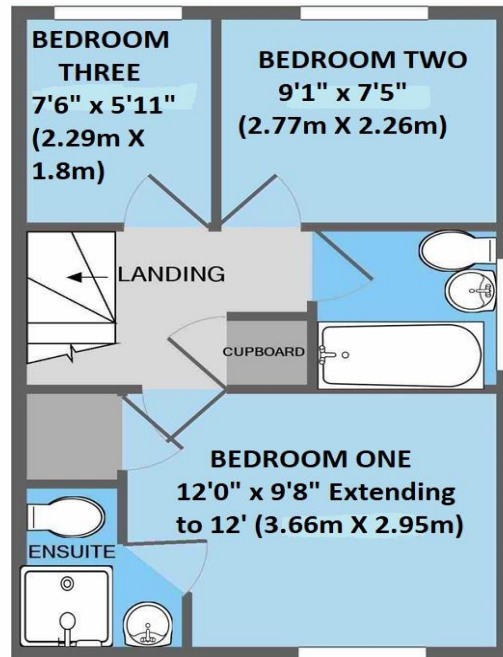 BEDROOM
THREE
7'6" x 5'11"
(2.29m X
1.8m)
BEDROOM TWO
9'1" x 7'5"
(2.77m X 2.26m)
LANDING
CUPBOARD
BEDROOM ONE
12'0" x 9'8" Extending
to 12' (3.66m X 2.95m)
ENSUITE